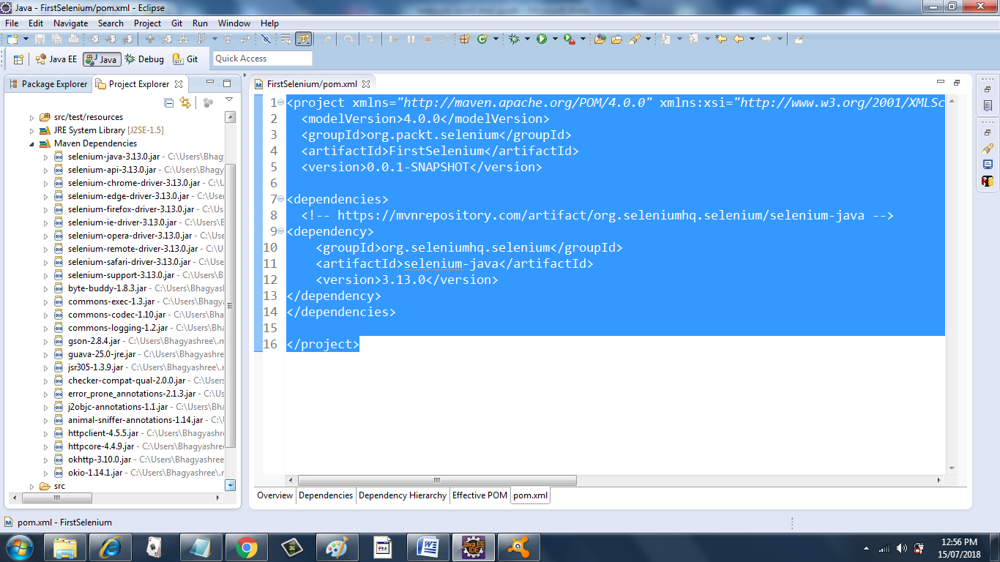 Java - FirstSelenium/pom.xml - Eclipse
File Edit Navigate Search Project Git Run Window Help
Java EE Java Debug Git Quick Access
Package Explorer Project Explorer
FirstSelenium/pom.xml
src/test/resources
JRE System Library [J2SE-1.5]
Maven Dependencies
selenium-java-3.13.0.jar - C:\Users\Bhag
selenium-api-3.13.0.jar - C:\Users\Bhagy
selenium-chrome-driver-3.13.0.jar - C:\U
selenium-edge-driver-3.13.0.jar - C:\User
selenium-firefox-driver-3.13.0.jar - C:\Us
selenium-ie-driver-3.13.0.jar - C:\Users\B
selenium-opera-driver-3.13.0.jar - C:\Us
selenium-remote-driver-3.13.0.jar - C:\U
selenium-safari-driver-3.13.0.jar - C:\Use
selenium-support-3.13.0.jar - C:\Users\B
byte-buddy-1.8.3.jar - C:\Users\Bhagyas
commons-exec-1.3.jar - C:\Users\Bhagya
commons-codec-1.10.jar - C:\Users\Bha
commons-logging-1.2.jar - C:\Users\Bha
gson-2.8.4.jar - C:\Users\Bhagyashree\.m
guava-25.0-jre.jar - C:\Users\Bhagyashre
jsr305-1.3.9.jar - C:\Users\Bhagyashree\.
checker-compat-qual-2.0.0.jar - C:\Users
error_prone_annotations-2.1.3.jar - C:\Us
j2objc-annotations-1.1.jar - C:\Users\Bha
animal-sniffer-annotations-1.14.jar - C:\
httpclient-4.5.5.jar - C:\Users\Bhagyash
httpcore-4.4.9.jar - C:\Users\Bhagyashre
okhttp-3.10.0.jar - C:\Users\Bhagyashree
okio-1.14.1.jar - C:\Users\Bhagyashree\.r
src
1 <project xmlns="http://maven.apache.org/POM/4.0.0" xmlns:xsi="http://www.w3.org/2001/XMLSc
2 <modelVersion>4.0.0</modelVersion>
3 <groupId>org.packt.selenium</groupId>
4 <artifactId>FirstSelenium</artifactId>
5 <version>0.0.1-SNAPSHOT</version>
6
7 <dependencies>
8 <!-- https://mvnrepository.com/artifact/org.seleniumhq.selenium/selenium-java -->
9 <dependency>
10 <groupId>org.seleniumhq.selenium</groupId>
11 <artifactId>selenium-java</artifactId>
12 <version>3.13.0</version>
13 </dependency>
14 </dependencies>
15
16 </project>
Overview Dependencies Dependency Hierarchy Effective POM pom.xml
pom.xml - FirstSelenium
Java EE
IDE
12:56 PM
15/07/2018